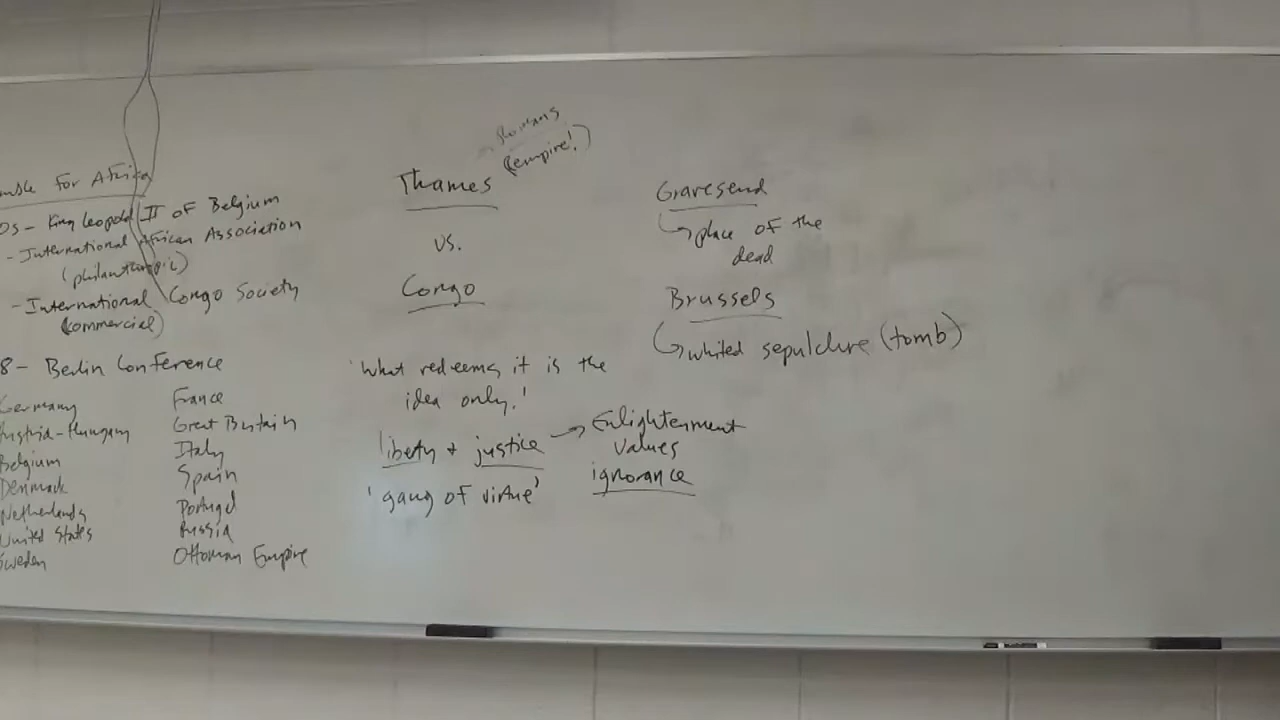 for Africa
- King Leopold II of Belgium
- International African Association
(philanthropic)
- International Congo Society
(commercial)
8- Berlin Conference
Germany France
Austria-Hungary Great Britain
Belgium Italy
Denmark Spain
Netherlands Portugal
United States Russia
Sweden Ottoman Empire
Romans
(empire!)
Thames
vs.
Congo
'What redeems it is the
idea only.'
liberty + justice → Enlightenment
values
ignorance
'gang of virtue'
Gravesend
↳ place of the
dead
Brussels
↳ whited sepulchre (tomb)